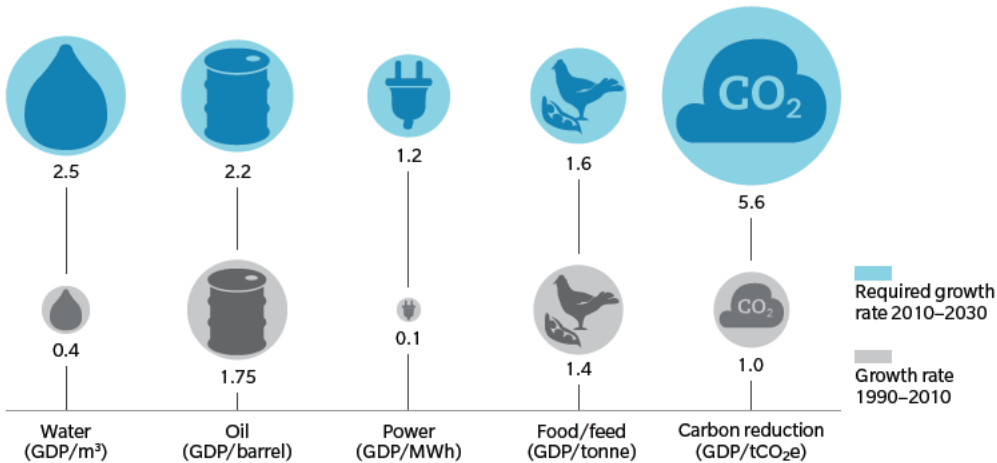 CO₂
2.5
2.2
1.2
1.6
5.6
CO₂
0.4
1.75
0.1
1.4
1.0
Required growth
rate 2010–2030
Growth rate
1990–2010
Water
(GDP/m³)
Oil
(GDP/barrel)
Power
(GDP/MWh)
Food/feed
(GDP/tonne)
Carbon reduction
(GDP/tCO₂e)